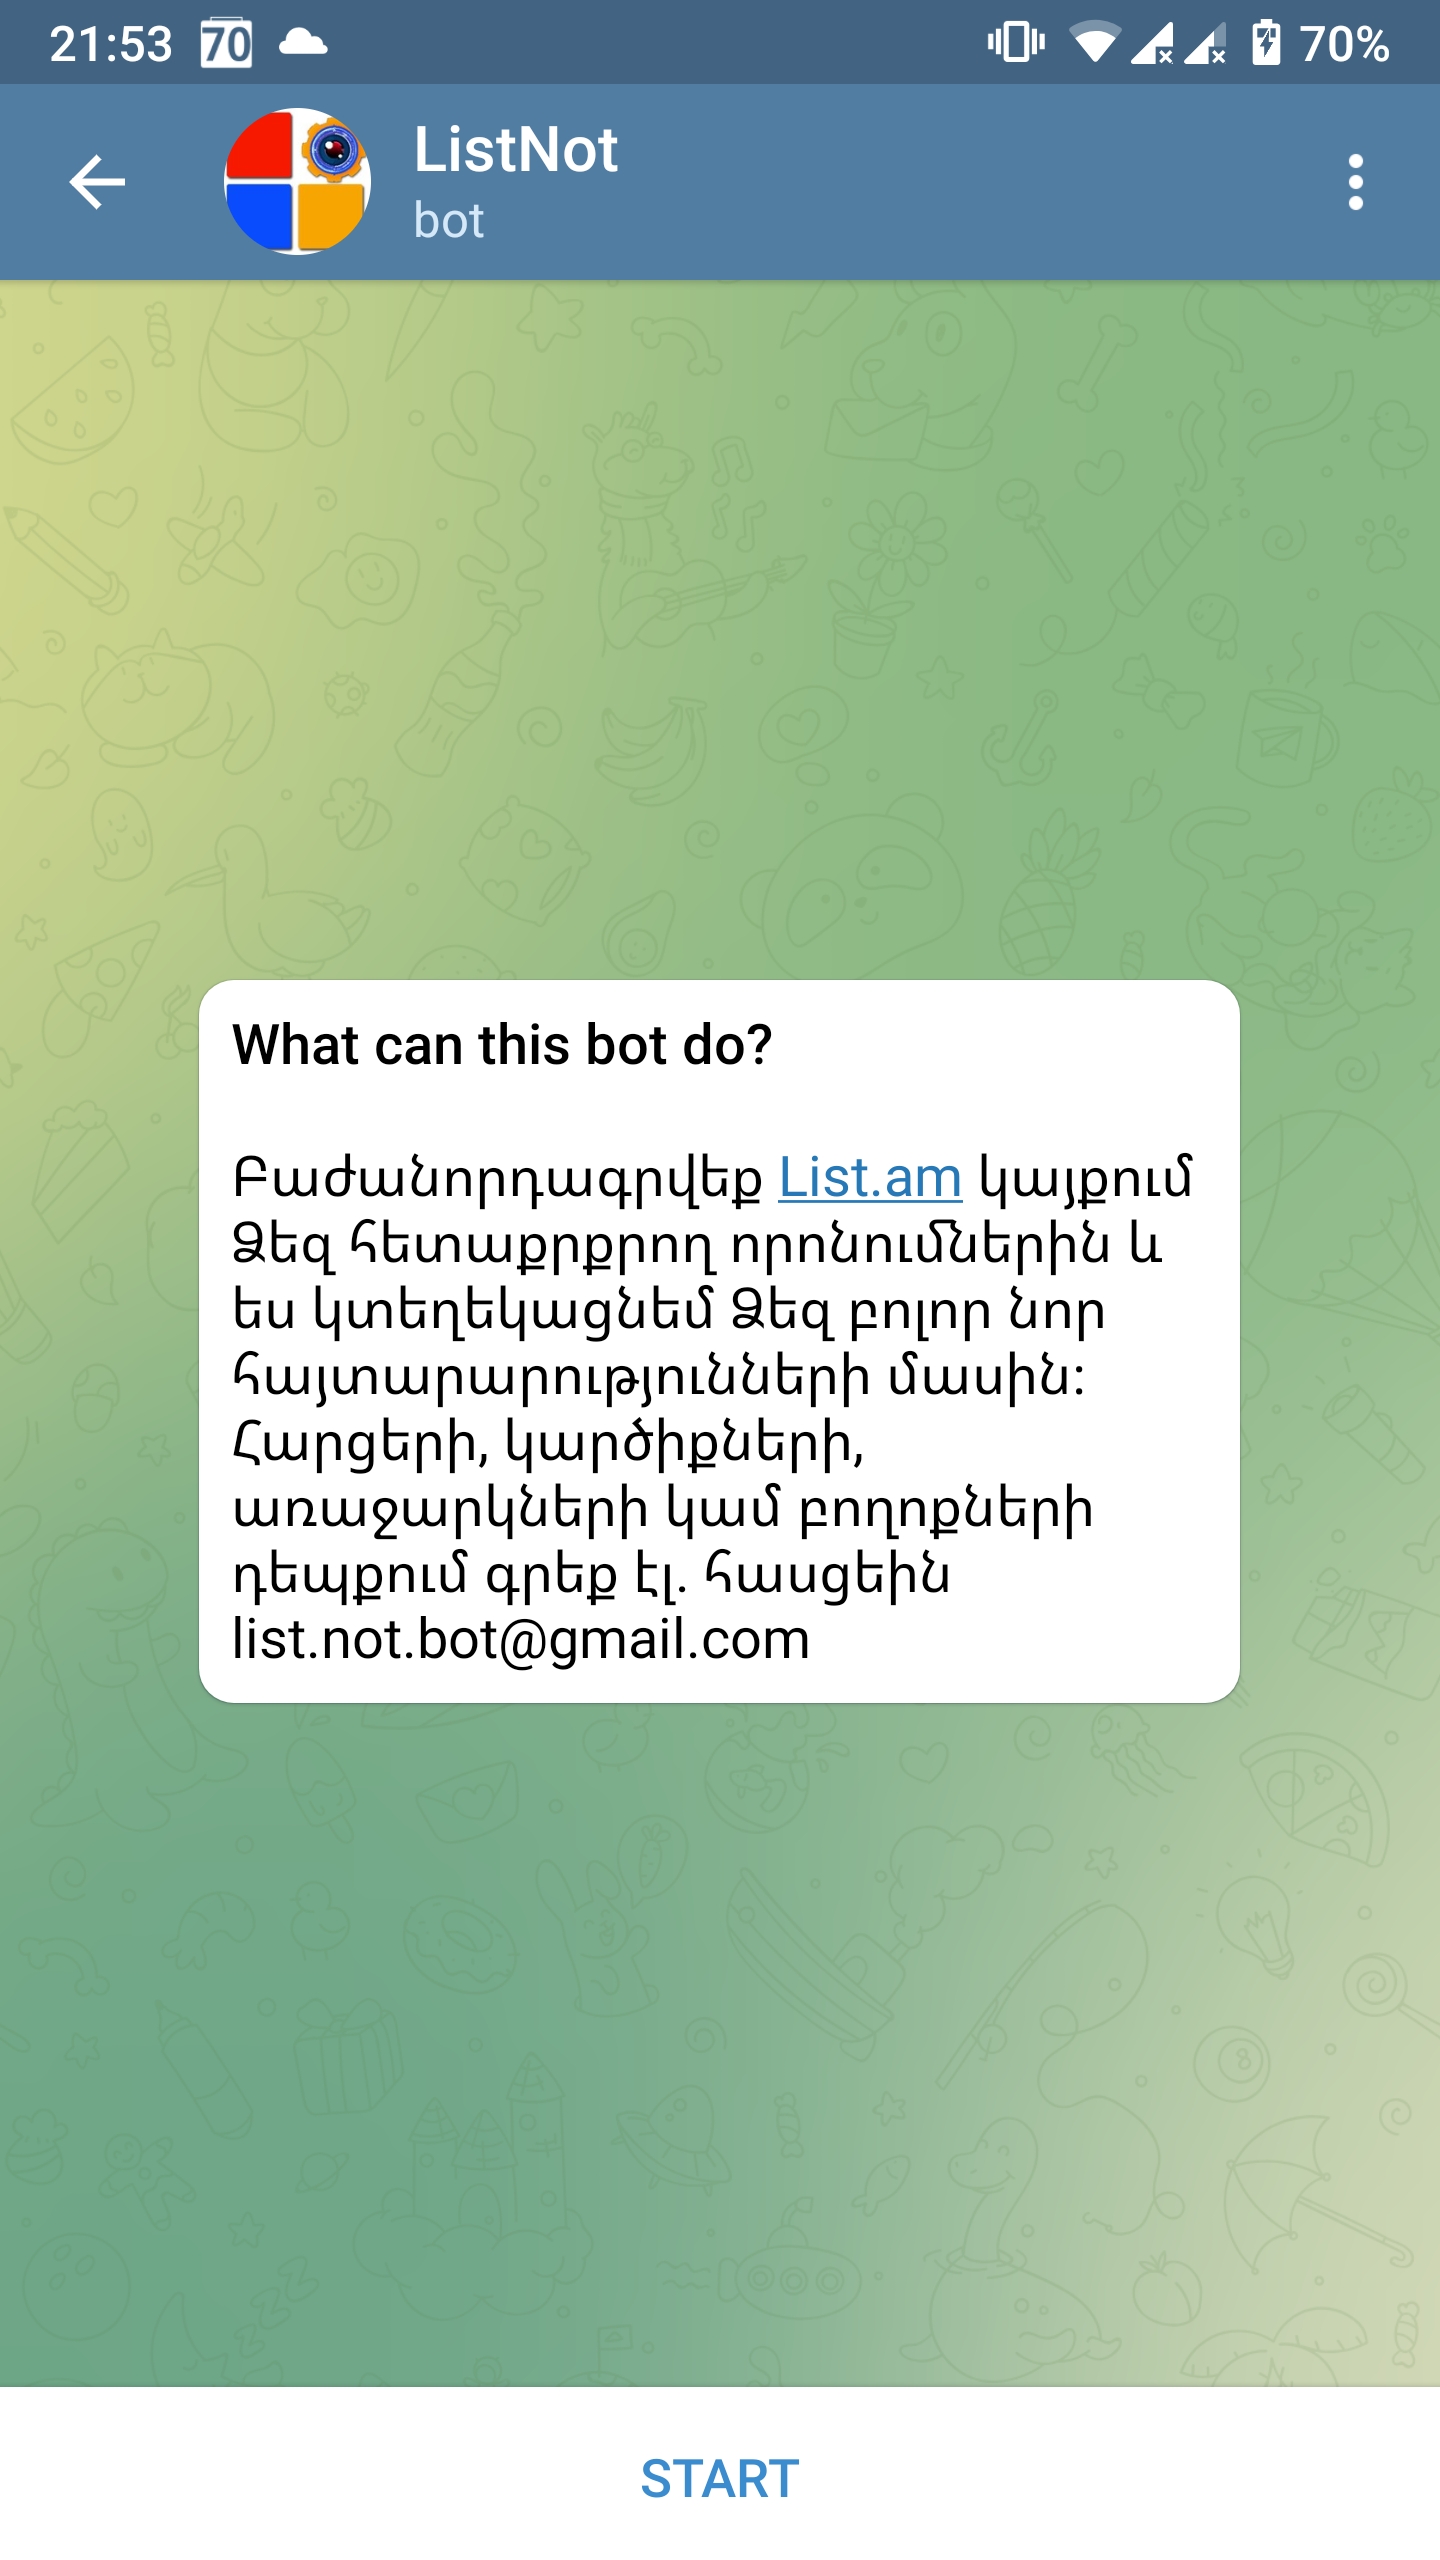 21:53 70 70%
ListNot
bot
What can this bot do?
Բաժանորդագրվեք List.am կայքում
Ձեզ հետաքրքրող որոնումներին և
ես կտեղեկացնեմ Ձեզ բոլոր նոր
հայտարարությունների մասին:
Հարցերի, կարծիքների,
առաջարկների կամ բողոքների
դեպքում գրեք էլ. հասցեին
list.not.bot@gmail.com
START